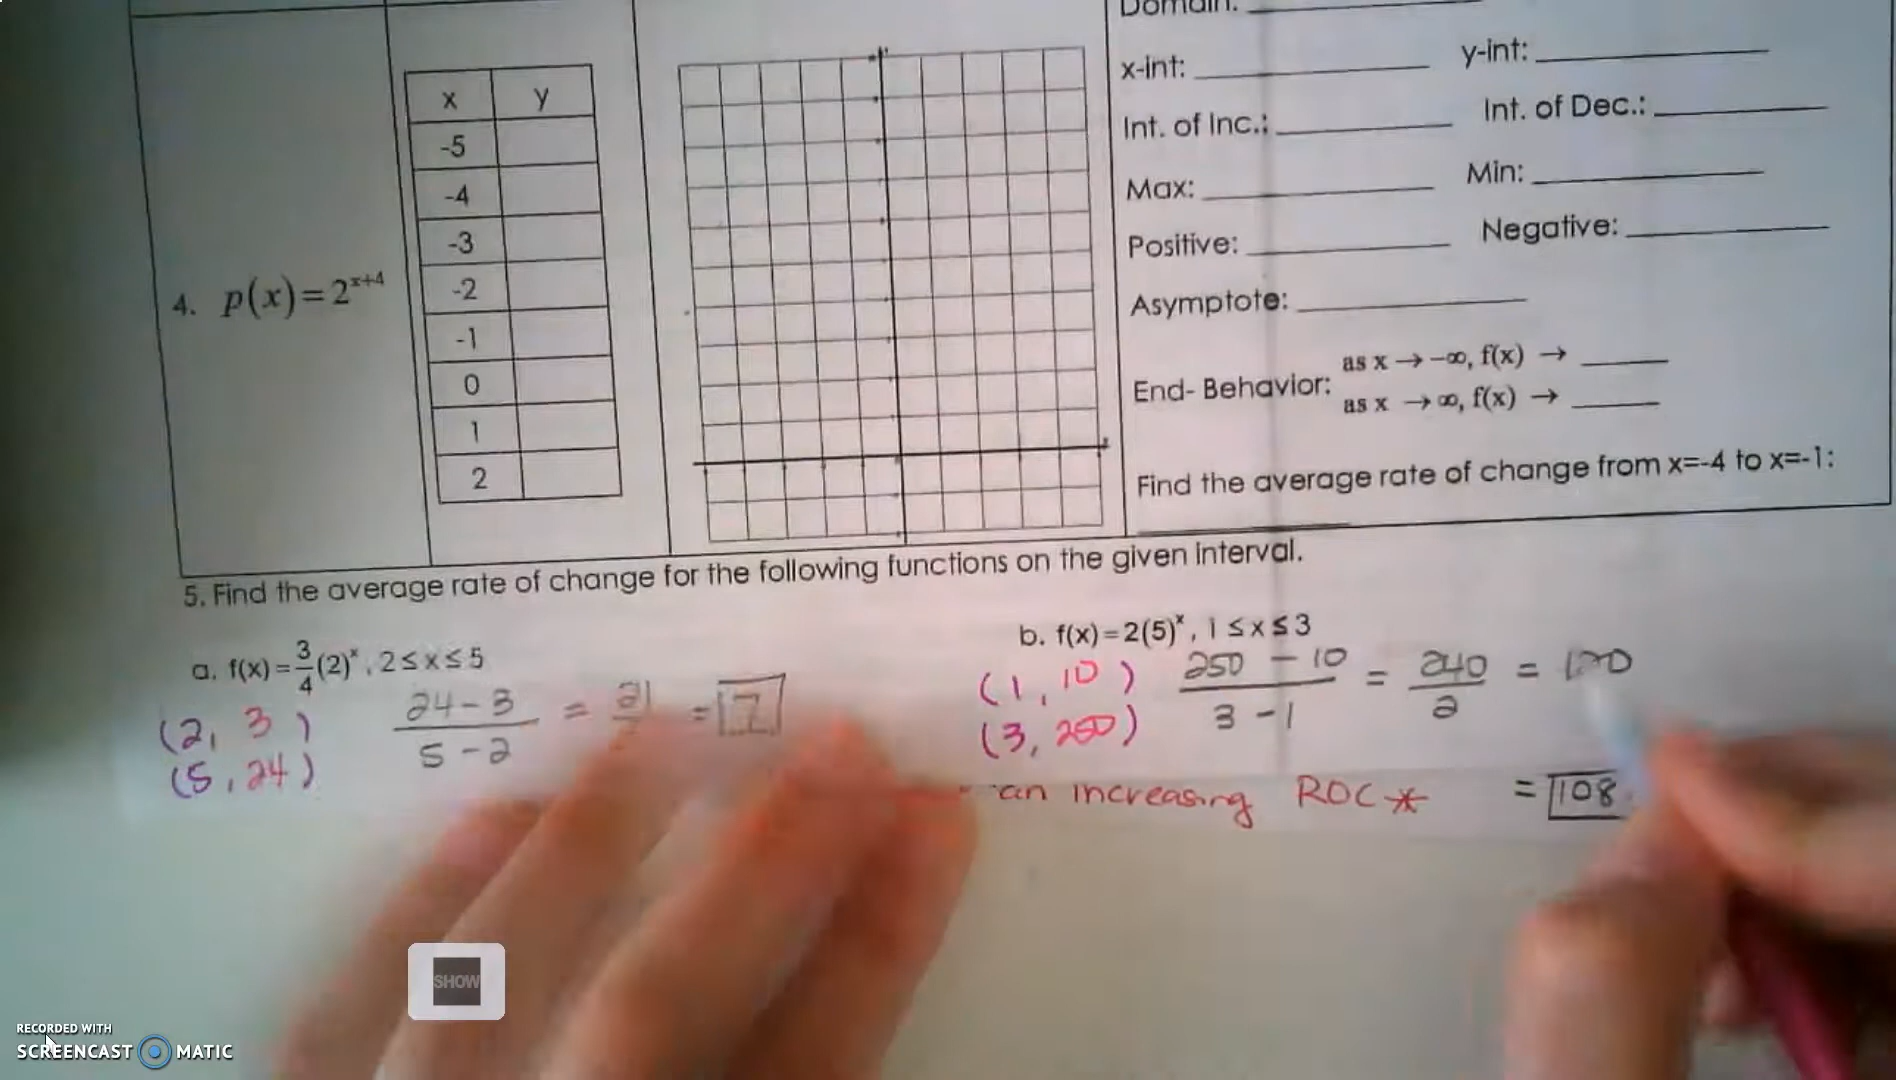 Domain:
x-int: y-int:
Int. of Inc.: Int. of Dec.:
Max: Min:
Positive: Negative:
Asymptote:
End- Behavior: as x → -∞, f(x) →
as x → ∞, f(x) →
Find the average rate of change from x=-4 to x=-1:
4. p(x) = 2^{x+4}
x y
-5
-4
-3
-2
-1
0
1
2
5. Find the average rate of change for the following functions on the given interval.
a. f(x) = 3/4 (2)^x, 2 ≤ x ≤ 5
(2, 3)
(5, 24)
24 - 3 / 5 - 2 = 21 = 7
b. f(x) = 2(5)^x, 1 ≤ x ≤ 3
(1, 10)
(3, 250)
250 - 10 / 3 - 1 = 240 / 2 = 120
an increasing ROC* = 108
SHOW
RECORDED WITH
SCREENCAST MATIC